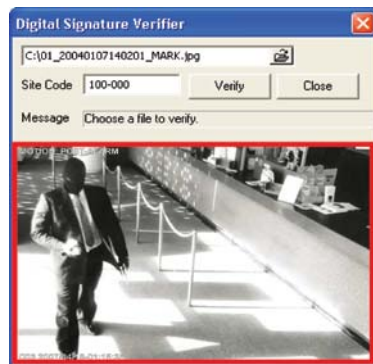 Digital Signature Verifier
C:\01_20040107140201_MARK.jpg
Site Code 100-000 Verify Close
Message Choose a file to verify.